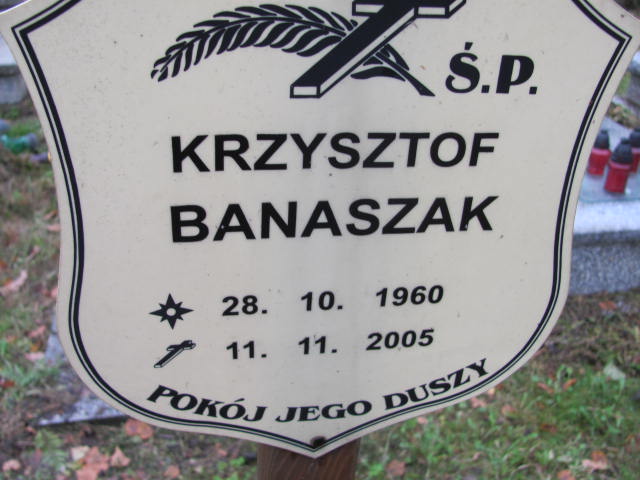 Ś.P.
KRZYSZTOF
BANASZAK
28. 10. 1960
11. 11. 2005
POKÓJ JEGO DUSZY